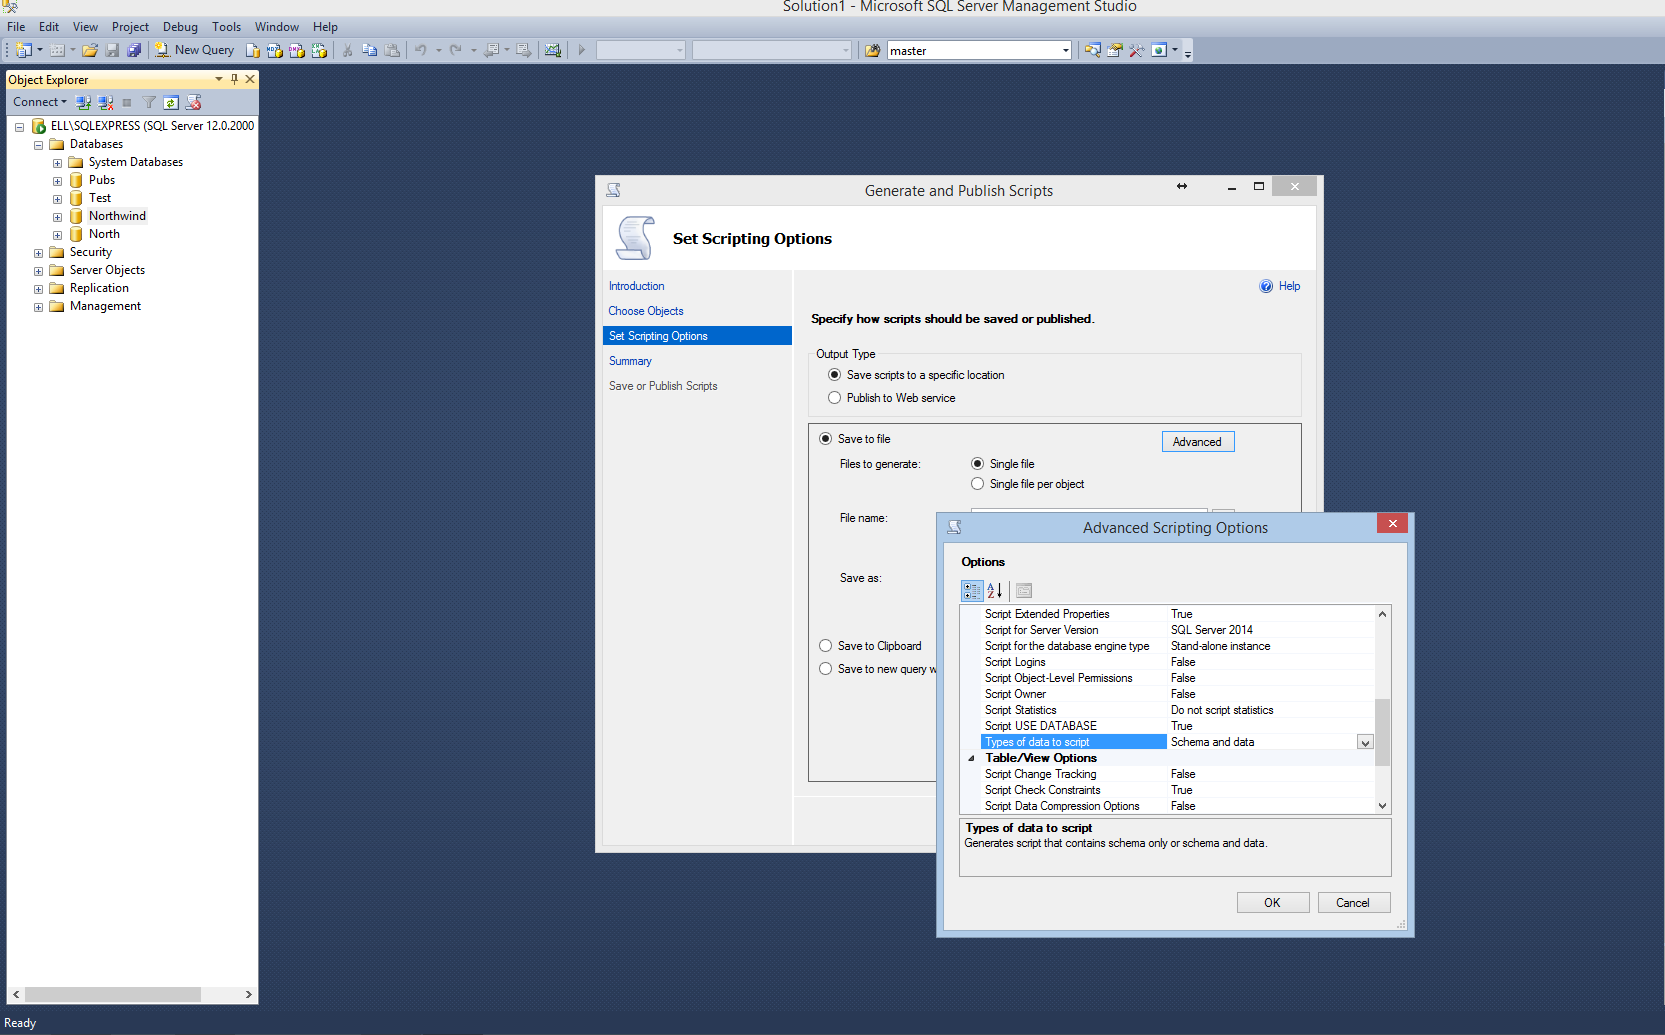 Solution1 - Microsoft SQL Server Management Studio
File Edit View Project Debug Tools Window Help
New Query master
Object Explorer
Connect
ELL\SQLEXPRESS (SQL Server 12.0.2000
Databases
System Databases
Pubs
Test
Northwind
North
Security
Server Objects
Replication
Management
Generate and Publish Scripts
Set Scripting Options
Introduction
Choose Objects
Set Scripting Options
Summary
Save or Publish Scripts
Help
Specify how scripts should be saved or published.
Output Type
Save scripts to a specific location
Publish to Web service
Save to file
Advanced
Files to generate:
Single file
Single file per object
File name:
Save as:
Save to Clipboard
Save to new query w
Advanced Scripting Options
Options
Script Extended Properties True
Script for Server Version SQL Server 2014
Script for the database engine type Stand-alone instance
Script Logins False
Script Object-Level Permissions False
Script Owner False
Script Statistics Do not script statistics
Script USE DATABASE True
Types of data to script Schema and data
Table/View Options
Script Change Tracking False
Script Check Constraints True
Script Data Compression Options False
Types of data to script
Generates script that contains schema only or schema and data.
OK Cancel
Ready